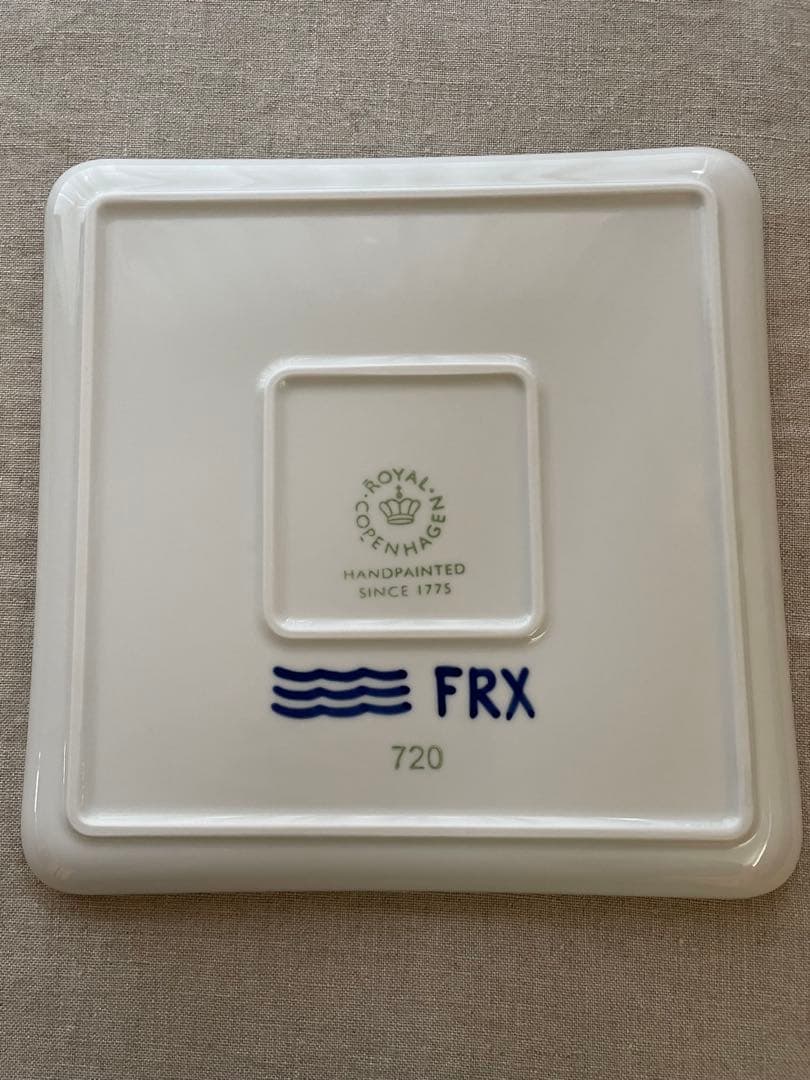 ROYAL COPENHAGEN
HANDPAINTED
SINCE 1775
FRX
720